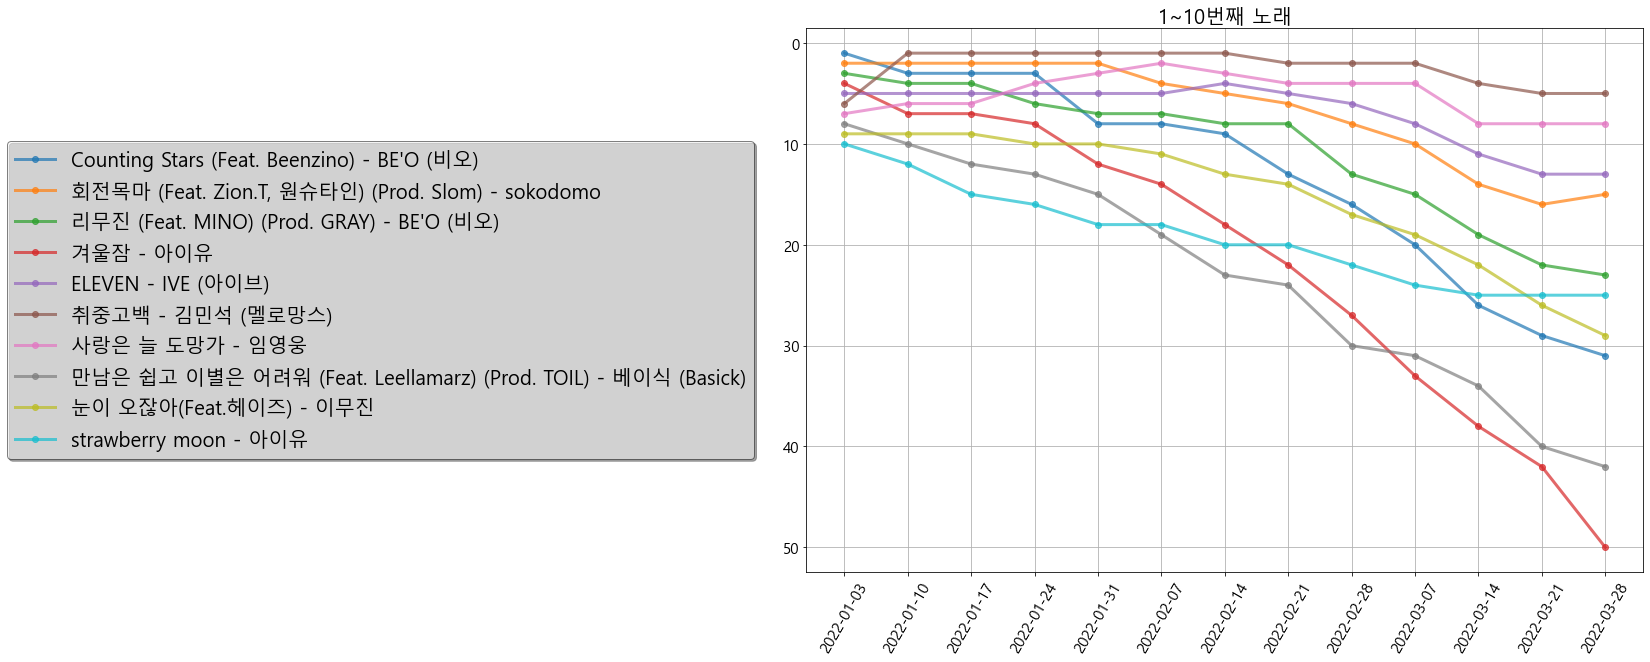 1~10번째 노래
Counting Stars (Feat. Beenzino) - BE'O (비오)
회전목마 (Feat. Zion.T, 원슈타인) (Prod. Slom) - sokodomo
리무진 (Feat. MINO) (Prod. GRAY) - BE'O (비오)
겨울잠 - 아이유
ELEVEN - IVE (아이브)
취중고백 - 김민석 (멜로망스)
사랑은 늘 도망가 - 임영웅
만남은 쉽고 이별은 어려워 (Feat. Leellamarz) (Prod. TOIL) - 베이식 (Basick)
눈이 오잖아(Feat.헤이즈) - 이무진
strawberry moon - 아이유
0
10
20
30
40
50
2022-01-03
2022-01-10
2022-01-17
2022-01-24
2022-01-31
2022-02-07
2022-02-14
2022-02-21
2022-02-28
2022-03-07
2022-03-14
2022-03-21
2022-03-28